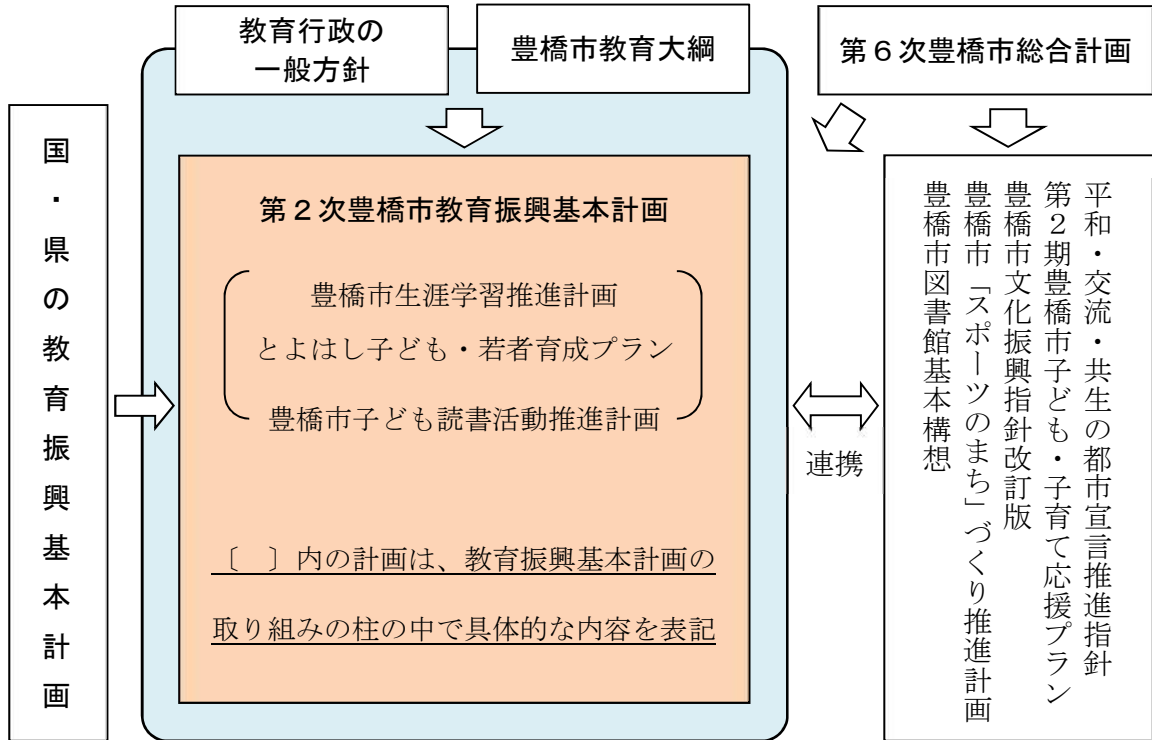 教育行政の
一般方針
豊橋市教育大綱
第6次豊橋市総合計画
国・県の教育振興基本計画
第2次豊橋市教育振興基本計画
豊橋市生涯学習推進計画
とよはし子ども・若者育成プラン
豊橋市子ども読書活動推進計画
〔　〕内の計画は、教育振興基本計画の
取り組みの柱の中で具体的な内容を表記
連携
平和・交流・共生の都市宣言推進指針
第2期豊橋市子ども・子育て応援プラン
豊橋市文化振興指針改訂版
豊橋市「スポーツのまち」づくり推進計画
豊橋市図書館基本構想